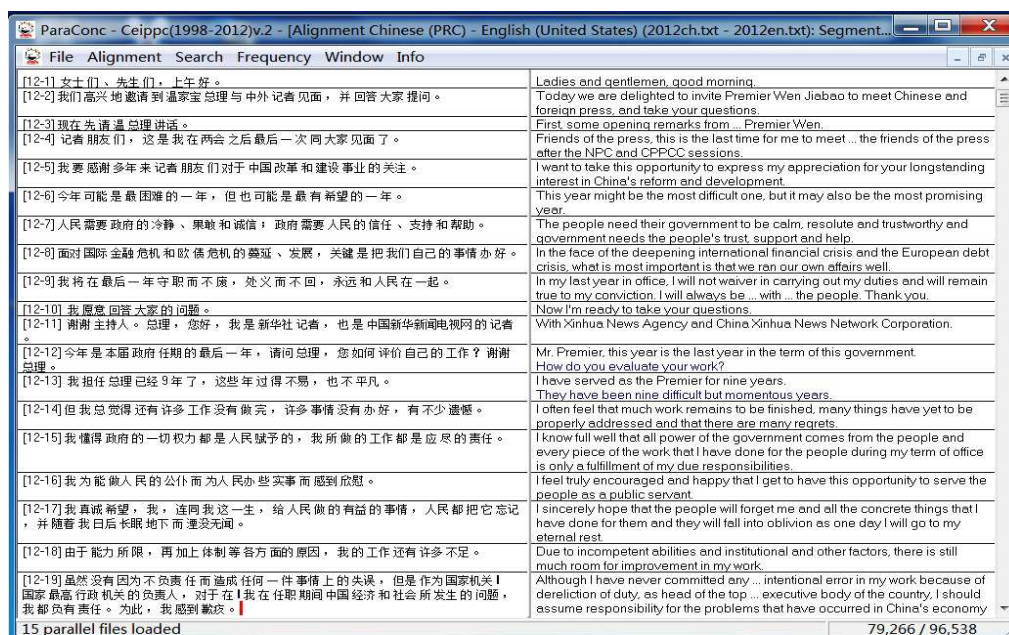 ParaConc - Ceippc(1998-2012)v.2 - [Alignment Chinese (PRC) - English (United States) (2012ch.txt - 2012en.txt): Segment...
File Alignment Search Frequency Window Info
[12-1] 女士们、先生们，上午好。
Ladies and gentlemen, good morning.
[12-2] 我们高兴地邀请到温家宝总理与中外记者见面，并回答大家提问。
Today we are delighted to invite Premier Wen Jiabao to meet Chinese and
foreign press, and take your questions.
[12-3] 现在先请温总理讲话。
First, some opening remarks from ... Premier Wen.
[12-4] 记者朋友们，这是我在两会之后最后一次同大家见面了。
Friends of the press, this is the last time for me to meet ... the friends of the press
after the NPC and CPPCC sessions.
[12-5] 我要感谢多年来记者朋友们对于中国改革和建设事业的关注。
I want to take this opportunity to express my appreciation for your longstanding
interest in China's reform and development.
[12-6] 今年可能是最困难的一年，但也可能是最有希望的一年。
This year might be the most difficult one, but it may also be the most promising
year.
[12-7] 人民需要政府的冷静、果敢和诚信；政府需要人民的信任、支持和帮助。
The people need their government to be calm, resolute and trustworthy and
government needs the people's trust, support and help.
[12-8] 面对国际金融危机和欧债危机的蔓延、发展，关键是把我们自己的事情办好。
In the face of the deepening international financial crisis and the European debt
crisis, what is most important is that we ran our own affairs well.
[12-9] 我将在最后一年守职而不废，处义而不回，永远和人民在一起。
In my last year in office, I will not waiver in carrying out my duties and will remain
true to my conviction. I will always be ... with ... the people. Thank you.
[12-10] 我愿意回答大家的问题。
Now I'm ready to take your questions.
[12-11] 谢谢主持人。总理，您好，我是新华社记者，也是中国新华新闻电视网的记者
。
With Xinhua News Agency and China Xinhua News Network Corporation.
[12-12] 今年是本届政府任期的最后一年，请问总理，您如何评价自己的工作？谢谢
总理。
Mr. Premier, this year is the last year in the term of this government.
How do you evaluate your work?
[12-13] 我担任总理已经9年了，这些年过得不易，也不平凡。
I have served as the Premier for nine years.
They have been nine difficult but momentous years.
[12-14] 但我总觉得还有许多工作没有做完，许多事情没有办好，有不少遗憾。
I often feel that much work remains to be finished, many things have yet to be
properly addressed and that there are many regrets.
[12-15] 我懂得政府的一切权力都是人民赋予的，我所做的工作都是应尽的责任。
I know full well that all power of the government comes from the people and
every piece of the work that I have done for the people during my term of office
is only a fulfillment of my due responsibilities.
[12-16] 我为能做人民的公仆而为人民办些实事而感到欣慰。
I feel truly encouraged and happy that I get to have this opportunity to serve the
people as a public servant.
[12-17] 我真诚希望，我，连同我这一生，给人民做的有益的事情，人民都把它忘记
，并随着我日后长眠地下而湮没无闻。
I sincerely hope that the people will forget me and all the concrete things that I
have done for them and they will fall into oblivion as one day I will go to my
eternal rest.
[12-18] 由于能力所限，再加上体制等各方面的原因，我的工作还有许多不足。
Due to incompetent abilities and institutional and other factors, there is still
much room for improvement in my work.
[12-19] 虽然没有因为不负责任而造成任何一件事情上的失误，但是作为国家机关 I
国家最高行政机关的负责人，对于在 I 我在任职期间中国经济和社会所发生的问题，
我都负有责任。为此，我感到歉疚。
Although I have never committed any ... intentional error in my work because of
dereliction of duty, as head of the top ... executive body of the country, I should
assume responsibility for the problems that have occurred in China's economy
15 parallel files loaded
79,266 / 96,538